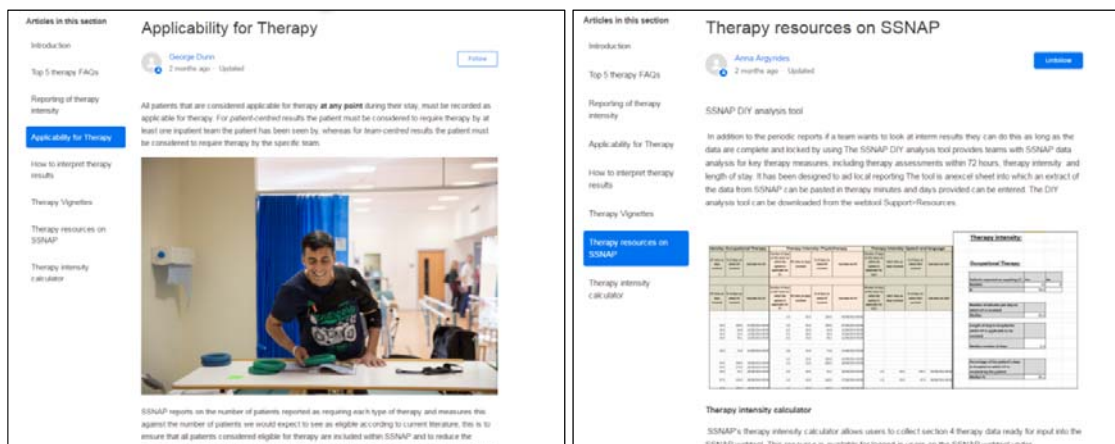 Articles in this section
Introduction
Top 5 therapy FAQs
Reporting of therapy
intensity
Applicability for Therapy
How to interpret therapy
results
Therapy Vignettes
Therapy resources on
SSNAP
Therapy intensity
calculator
Applicability for Therapy
George Dunn
2 months ago · Updated
Follow
All patients that are considered applicable for therapy at any point during their stay, must be recorded as
applicable for therapy. For patient-centred results the patient must be considered to require therapy by at
least one inpatient team the patient has been seen by, whereas for team-centred results the patient must
be considered to require therapy by the specific team.
SSNAP reports on the number of patients reported as requiring each type of therapy and measures this
against the number of patients we would expect to see as eligible according to current literature, this is to
ensure that all patients considered eligible for therapy are included within SSNAP and to reduce the
Articles in this section
Introduction
Top 5 therapy FAQs
Reporting of therapy
intensity
Applicability for Therapy
How to interpret therapy
results
Therapy Vignettes
Therapy resources on
SSNAP
Therapy intensity
calculator
Therapy resources on SSNAP
Anna Argyrides
2 months ago · Updated
Unfollow
SSNAP DIY analysis tool
In addition to the periodic reports if a team wants to look at interim results they can do this as long as the
data are complete and locked by using The SSNAP DIY analysis tool provides teams with SSNAP data
analysis for key therapy measures, including therapy assessments within 72 hours, therapy intensity and
length of stay. It has been designed to aid local reporting The tool is anexcel sheet into which an extract of
the data from SSNAP can be pasted in therapy minutes and days provided can be entered. The DIY
analysis tool can be downloaded from the webtool Support>Resources.
Therapy Intensity:
Occupational Therapy
Therapy intensity calculator
SSNAP's therapy intensity calculator allows users to collect section 4 therapy data ready for input into the